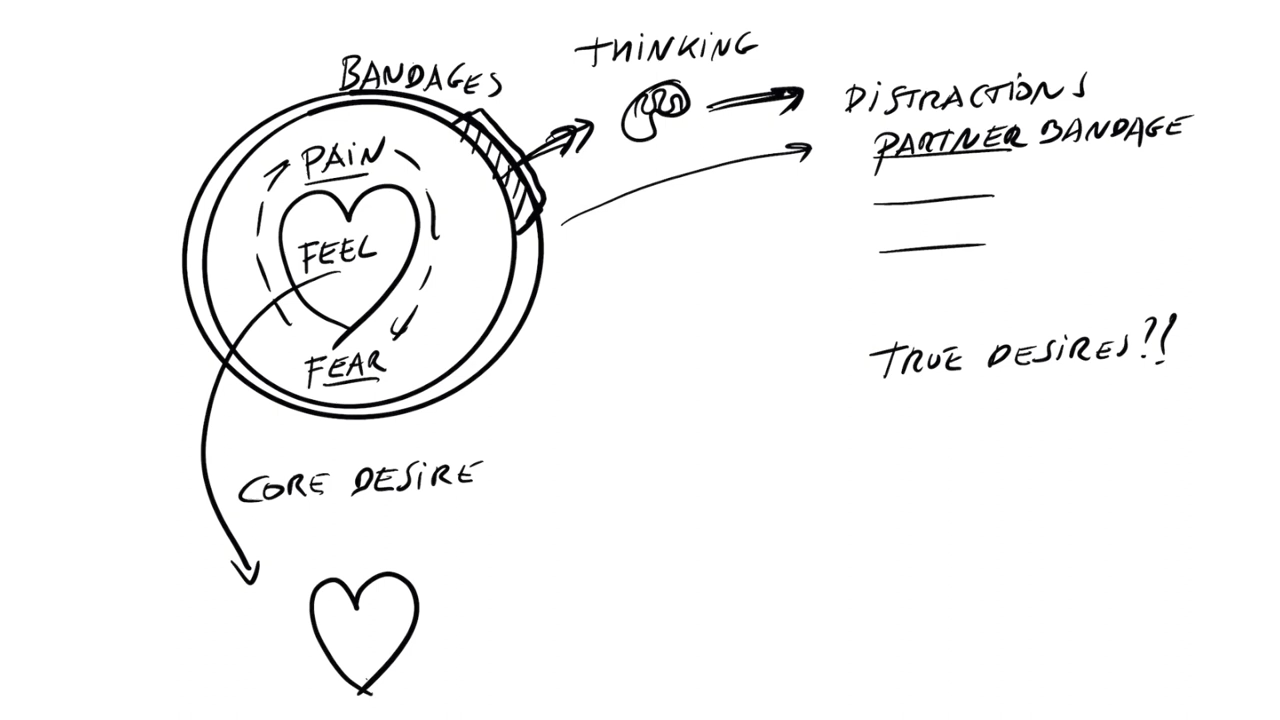 BANDAGES
THINKING
DISTRACTIONS
PARTNER BANDAGE
PAIN
FEEL
FEAR
TRUE DESIRES?!
CORE DESIRE